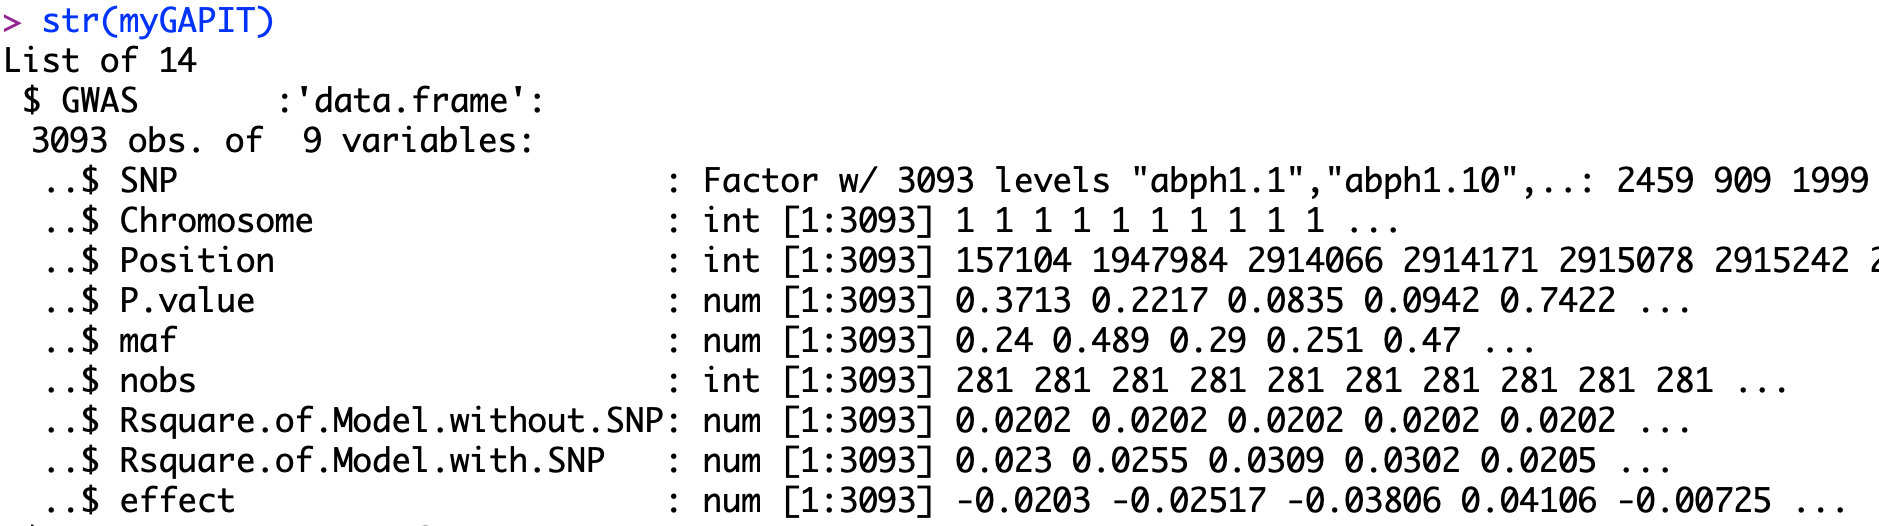 > str(myGAPIT)
List of 14
 $ GWAS       :'data.frame':
 3093 obs. of  9 variables:
  ..$ SNP                         : Factor w/ 3093 levels "abph1.1","abph1.10",..: 2459 909 1999
  ..$ Chromosome                  : int [1:3093] 1 1 1 1 1 1 1 1 1 1 ...
  ..$ Position                    : int [1:3093] 157104 1947984 2914066 2914171 2915078 2915242
  ..$ P.value                     : num [1:3093] 0.3713 0.2217 0.0835 0.0942 0.7422 ...
  ..$ maf                         : num [1:3093] 0.24 0.489 0.29 0.251 0.47 ...
  ..$ nobs                        : int [1:3093] 281 281 281 281 281 281 281 281 281 281 ...
  ..$ Rsquare.of.Model.without.SNP: num [1:3093] 0.0202 0.0202 0.0202 0.0202 0.0202 ...
  ..$ Rsquare.of.Model.with.SNP   : num [1:3093] 0.023 0.0255 0.0309 0.0302 0.0205 ...
  ..$ effect                      : num [1:3093] -0.0203 -0.02517 -0.03806 0.04106 -0.00725 ...